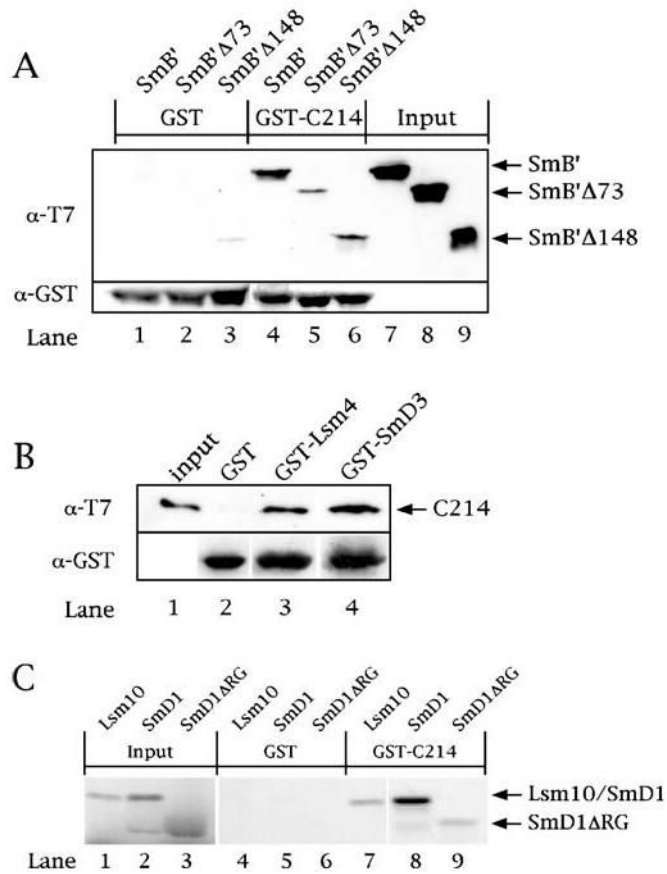 A
SmB' SmB'Δ73 SmB'Δ148 SmB' SmB'Δ73 SmB'Δ148
GST GST-C214 Input
α-T7
SmB'
SmB'Δ73
SmB'Δ148
α-GST
Lane 1 2 3 4 5 6 7 8 9
B
input GST GST-Lsm4 GST-SmD3
α-T7
C214
α-GST
Lane 1 2 3 4
C
Lsm10 SmD1 SmD1ΔRG Lsm10 SmD1 SmD1ΔRG Lsm10 SmD1 SmD1ΔRG
Input GST GST-C214
Lsm10/SmD1
SmD1ΔRG
Lane 1 2 3 4 5 6 7 8 9